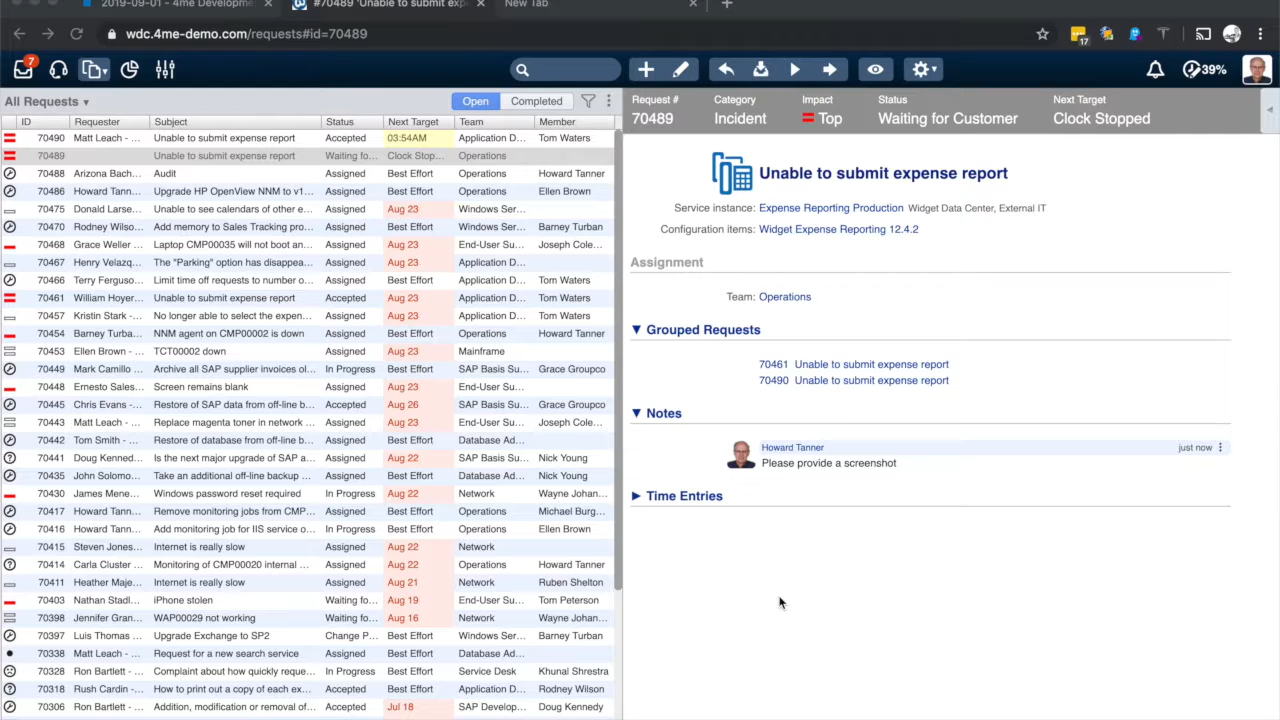 2019-09-01 - 4me Developmen
#70489 "Unable to submit exp
New Tab
wdc.4me-demo.com/requests#id=70489
17
7
39%
All Requests
Open Completed
ID Requester Subject Status Next Target Team Member
70490 Matt Leach -... Unable to submit expense report Accepted 03:54AM Application D... Tom Waters
70489 Unable to submit expense report Waiting fo... Clock Stop... Operations
70488 Arizona Bach... Audit Assigned Best Effort Operations Howard Tanner
70486 Howard Tann... Upgrade HP OpenView NNM to v1... Assigned Best Effort Operations Ellen Brown
70475 Donald Larse... Unable to see calendars of other e... Assigned Aug 23 Windows Ser...
70470 Rodney Wilso... Add memory to Sales Tracking pro... Assigned Best Effort Windows Ser... Barney Turban
70468 Grace Weller ... Laptop CMP00035 will not boot an... Assigned Aug 23 End-User Su... Joseph Cole...
70467 Henry Velazq... The "Parking" option has disappea... Assigned Aug 23 Application D...
70466 Terry Ferguso... Limit time off requests to number o... Assigned Best Effort Application D... Tom Waters
70461 William Hoyer... Unable to submit expense report Accepted Aug 23 Application D... Tom Waters
70457 Kristin Stark -... No longer able to select the expen... Assigned Aug 23 Application D... Tom Waters
70454 Barney Turba... NNM agent on CMP00002 is down Assigned Best Effort Operations Howard Tanner
70453 Ellen Brown -... TCT00002 down Assigned Aug 23 Mainframe
70449 Mark Camillo ... Archive all SAP supplier invoices ol... In Progress Best Effort SAP Basis Su... Grace Groupco
70448 Ernesto Sales... Screen remains blank Assigned Aug 23 End-User Su...
70445 Chris Evans -... Restore of SAP data from off-line b... Accepted Aug 26 SAP Basis Su... Grace Groupco
70443 Matt Leach -... Replace magenta toner in network ... Assigned Aug 23 End-User Su... Joseph Cole...
70442 Tom Smith - ... Restore of database from off-line b... Assigned Best Effort Database Ad...
70441 Doug Kenned... Is the next major upgrade of SAP a... Assigned Aug 22 SAP Basis Su... Nick Young
70435 John Solomo... Take an additional off-line backup ... Assigned Best Effort Database Ad... Nick Young
70430 James Mene... Windows password reset required In Progress Aug 22 Network Wayne Johan...
70417 Howard Tann... Remove monitoring jobs from CMP... Assigned Best Effort Operations Michael Burg...
70416 Howard Tann... Add monitoring job for IIS service o... In Progress Best Effort Operations Ellen Brown
70415 Steven Jones... Internet is really slow Assigned Aug 22 Network
70414 Carla Cluster ... Monitoring of CMP00020 internal ... Assigned Aug 22 Operations Howard Tanner
70411 Heather Maje... Internet is really slow Assigned Aug 21 Network Ruben Shelton
70403 Nathan Stadl... iPhone stolen Waiting fo... Aug 19 End-User Su... Tom Peterson
70398 Jennifer Gran... WAP00029 not working Waiting fo... Aug 16 Network Wayne Johan...
70397 Luis Thomas ... Upgrade Exchange to SP2 Change P... Best Effort Windows Ser... Barney Turban
70338 Matt Leach -... Request for a new search service Assigned Best Effort Database Ad...
70328 Ron Bartlett -... Complaint about how quickly reque... In Progress Best Effort Service Desk Khunal Shrestra
70318 Rush Cardin -... How to print out a copy of each ex... Accepted Best Effort Application D... Rodney Wilson
70306 Ron Bartlett -... Addition, modification or removal of... Accepted Jul 18 SAP Develop... Doug Kennedy
Request # Category Impact Status Next Target
70489 Incident Top Waiting for Customer Clock Stopped
Unable to submit expense report
Service instance: Expense Reporting Production Widget Data Center, External IT
Configuration items: Widget Expense Reporting 12.4.2
Assignment
Team: Operations
Grouped Requests
70461 Unable to submit expense report
70490 Unable to submit expense report
Notes
Howard Tanner just now
Please provide a screenshot
Time Entries